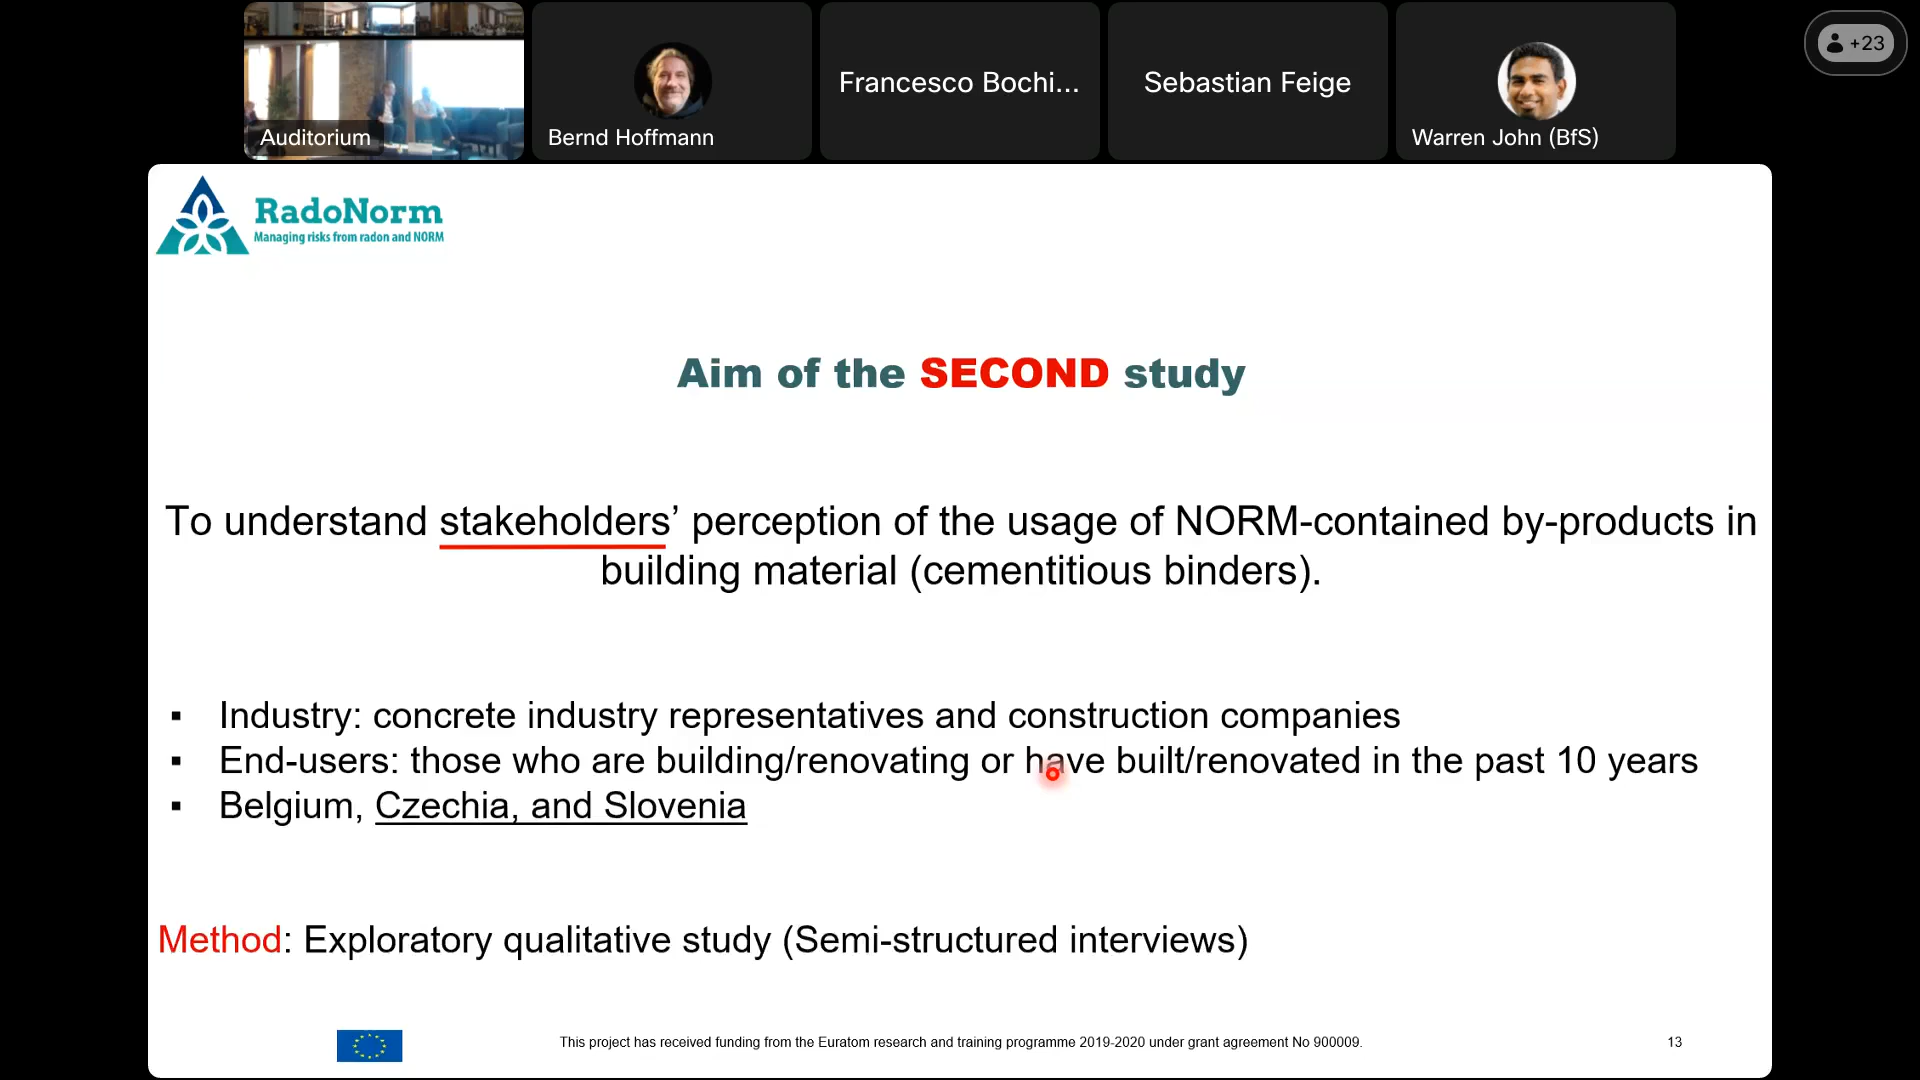 +23
Auditorium
Bernd Hoffmann
Francesco Bochi...
Sebastian Feige
Warren John (BfS)
RadoNorm
Managing risks from radon and NORM
Aim of the SECOND study
To understand stakeholders’ perception of the usage of NORM-contained by-products in
building material (cementitious binders).
▪ Industry: concrete industry representatives and construction companies
▪ End-users: those who are building/renovating or have built/renovated in the past 10 years
▪ Belgium, Czechia, and Slovenia
Method: Exploratory qualitative study (Semi-structured interviews)
This project has received funding from the Euratom research and training programme 2019-2020 under grant agreement No 900009.
13